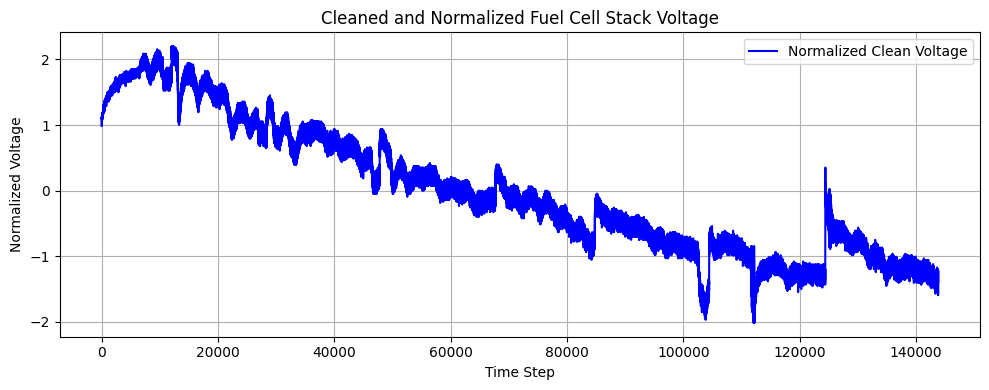 Cleaned and Normalized Fuel Cell Stack Voltage
Normalized Clean Voltage
Normalized Voltage
2
1
0
−1
−2
0 20000 40000 60000 80000 100000 120000 140000
Time Step